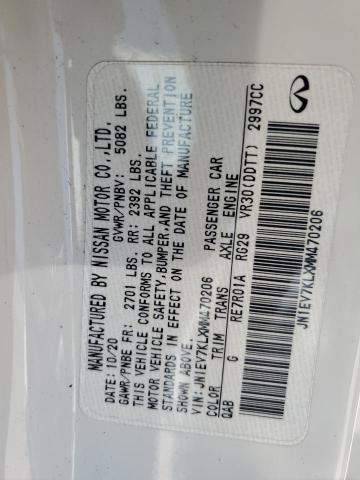 MANUFACTURED BY NISSAN MOTOR CO.,LTD.
DATE: 10/20 GVWR/PNBV: 5082 LBS.
GAWR/PNBE FR: 2701 LBS. RR: 2392 LBS.
THIS VEHICLE CONFORMS TO ALL APPLICABLE FEDERAL
MOTOR VEHICLE SAFETY,BUMPER,AND THEFT PREVENTION
STANDARDS IN EFFECT ON THE DATE OF MANUFACTURE
SHOWN ABOVE.
VIN: JN1EV7KLXMM470206 PASSENGER CAR
COLOR TRIM TRANS AXLE ENGINE
QAB G RE7R01A RG29 VR30(DDTT) 2997CC
JN1EV7KLXMM470206